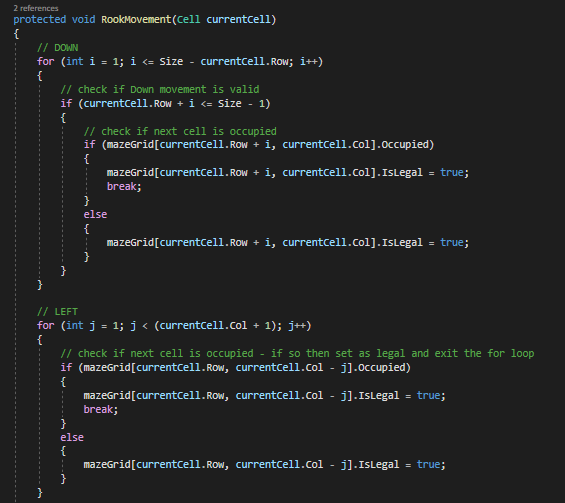 2 references
protected void RookMovement(Cell currentCell)
{
// DOWN
for (int i = 1; i <= Size - currentCell.Row; i++)
{
// check if Down movement is valid
if (currentCell.Row + i <= Size - 1)
{
// check if next cell is occupied
if (mazeGrid[currentCell.Row + i, currentCell.Col].Occupied)
{
mazeGrid[currentCell.Row + i, currentCell.Col].IsLegal = true;
break;
}
else
{
mazeGrid[currentCell.Row + i, currentCell.Col].IsLegal = true;
}
}
}
// LEFT
for (int j = 1; j < (currentCell.Col + 1); j++)
{
// check if next cell is occupied - if so then set as legal and exit the for loop
if (mazeGrid[currentCell.Row, currentCell.Col - j].Occupied)
{
mazeGrid[currentCell.Row, currentCell.Col - j].IsLegal = true;
break;
}
else
{
mazeGrid[currentCell.Row, currentCell.Col - j].IsLegal = true;
}
}